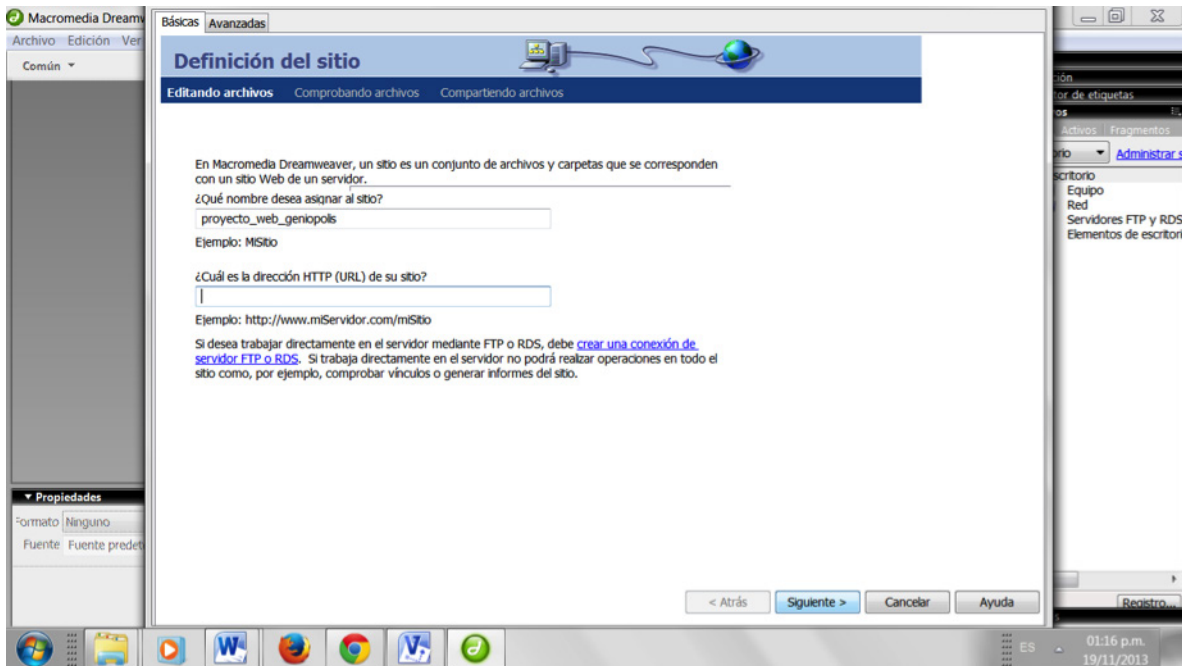 Macromedia Dreamw
Archivo Edición Ver
Común
Básicas Avanzadas
Definición del sitio
Editando archivos Comprobando archivos Compartiendo archivos
En Macromedia Dreamweaver, un sitio es un conjunto de archivos y carpetas que se corresponden
con un sitio Web de un servidor.
¿Qué nombre desea asignar al sitio?
proyecto_web_geniopolis
Ejemplo: MiSitio
¿Cuál es la dirección HTTP (URL) de su sitio?
Ejemplo: http://www.miServidor.com/miSitio
Si desea trabajar directamente en el servidor mediante FTP o RDS, debe crear una conexión de
servidor FTP o RDS. Si trabaja directamente en el servidor no podrá realizar operaciones en todo el
sitio como, por ejemplo, comprobar vínculos o generar informes del sitio.
< Atrás Siguiente > Cancelar Ayuda
ción
tor de etiquetas
os
Activos Fragmentos
orio Administrar s
scritorio
Equipo
Red
Servidores FTP y RDS
Elementos de escritori
Registro...
Propiedades
Formato Ninguno
Fuente Fuente predet
ES
01:16 p.m.
19/11/2013